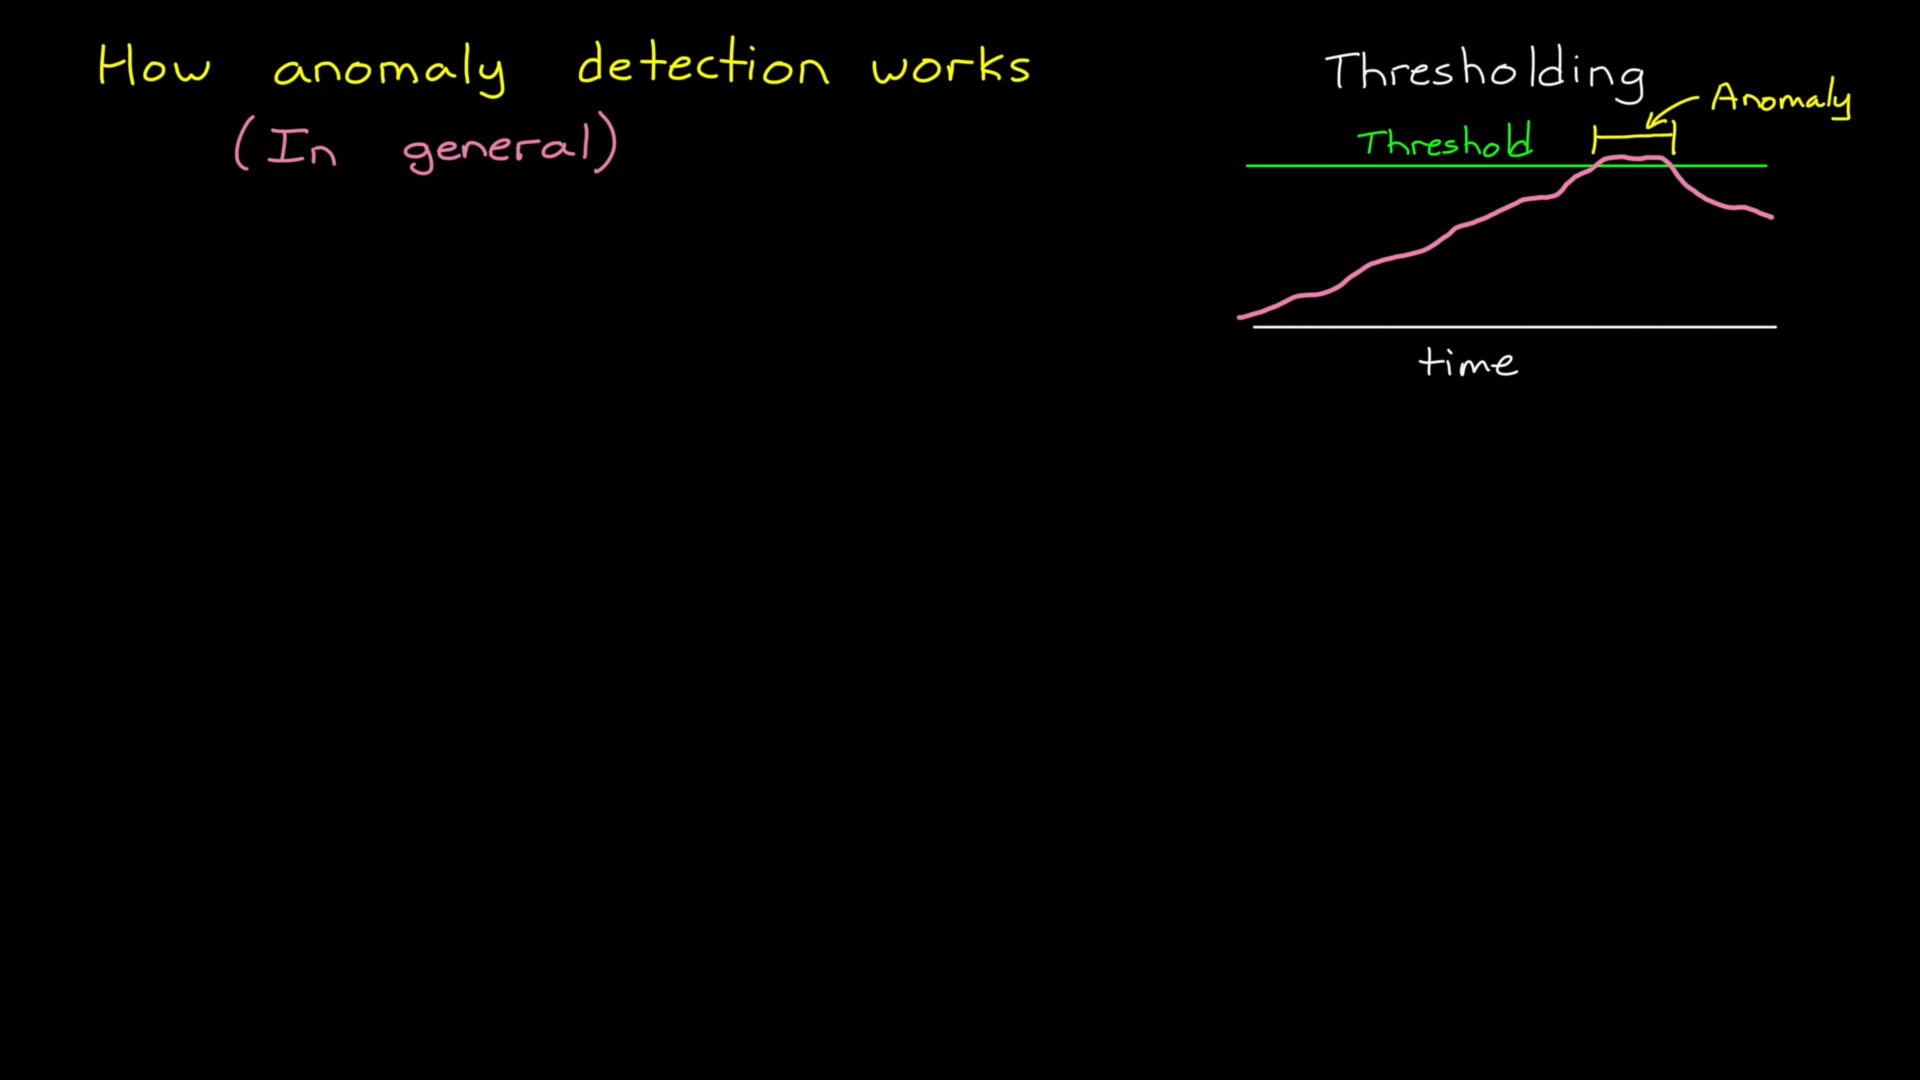 How anomaly detection works
(In general)
Thresholding
Anomaly
Threshold
time